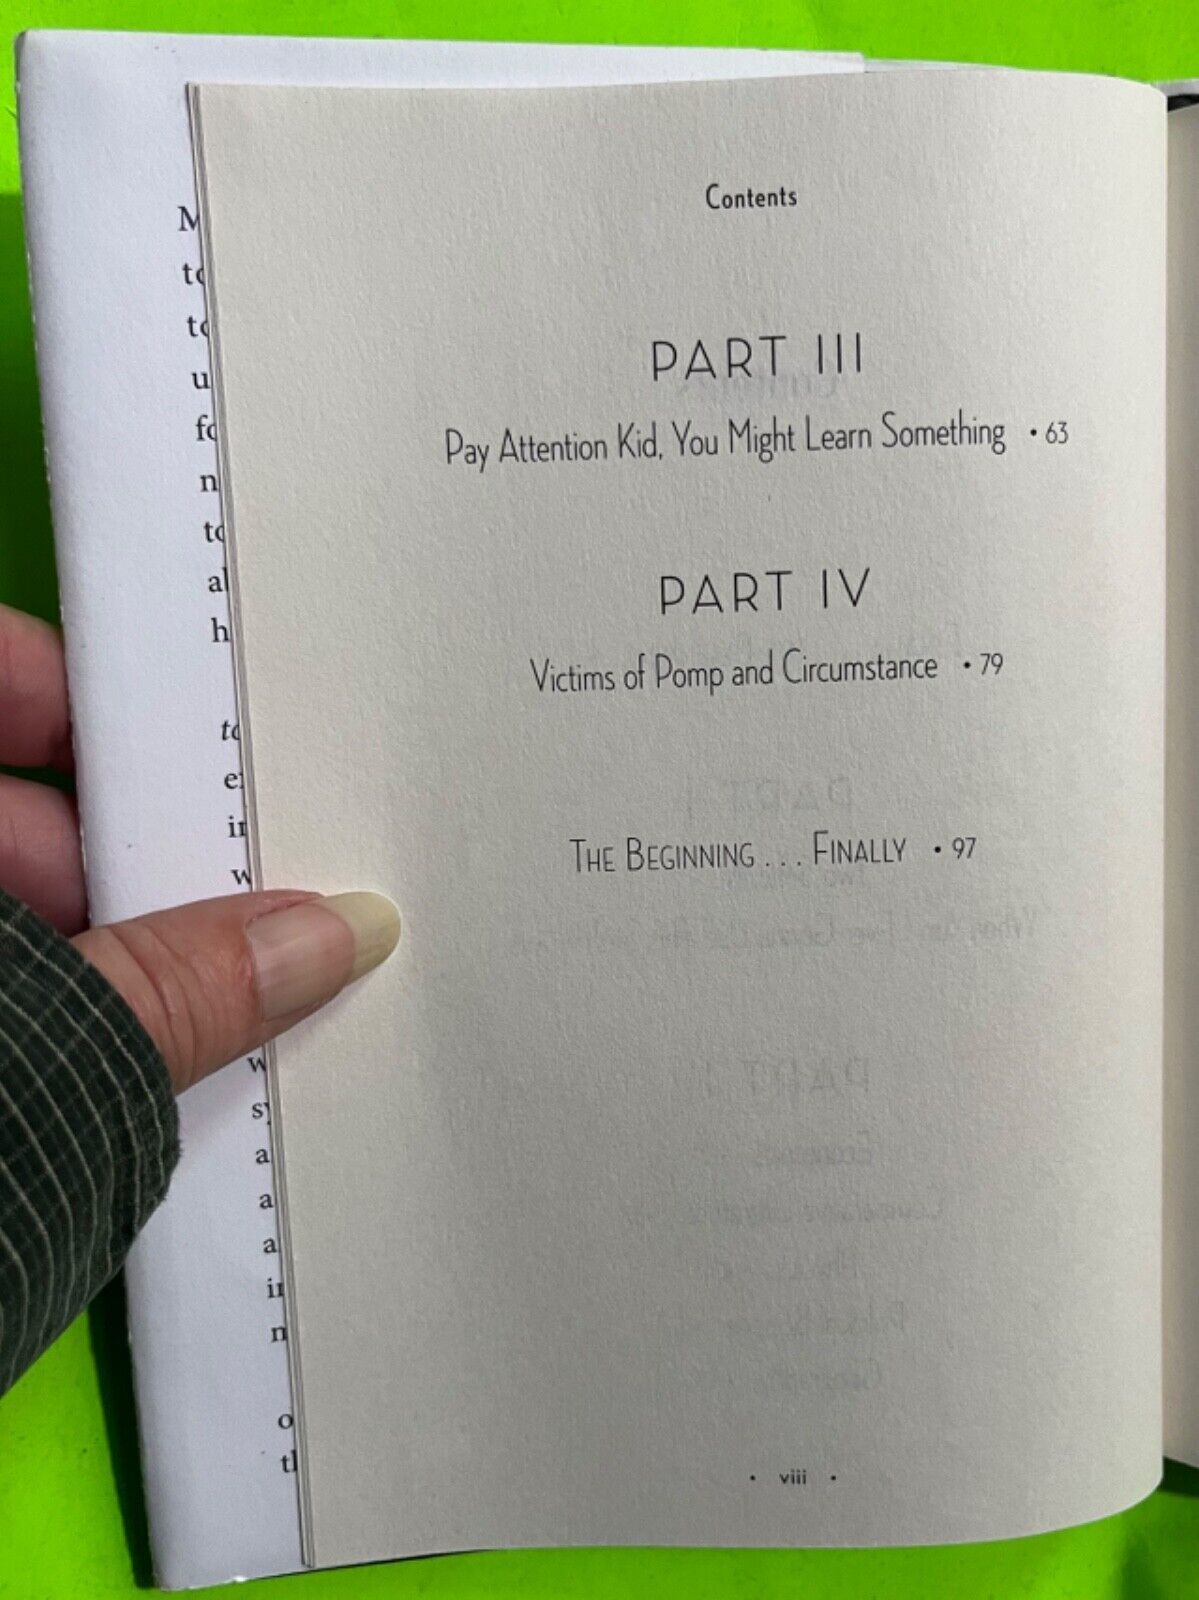 Contents
PART III
Pay Attention Kid, You Might Learn Something • 63
PART IV
Victims of Pomp and Circumstance • 79
THE BEGINNING . . . FINALLY • 97
• viii •